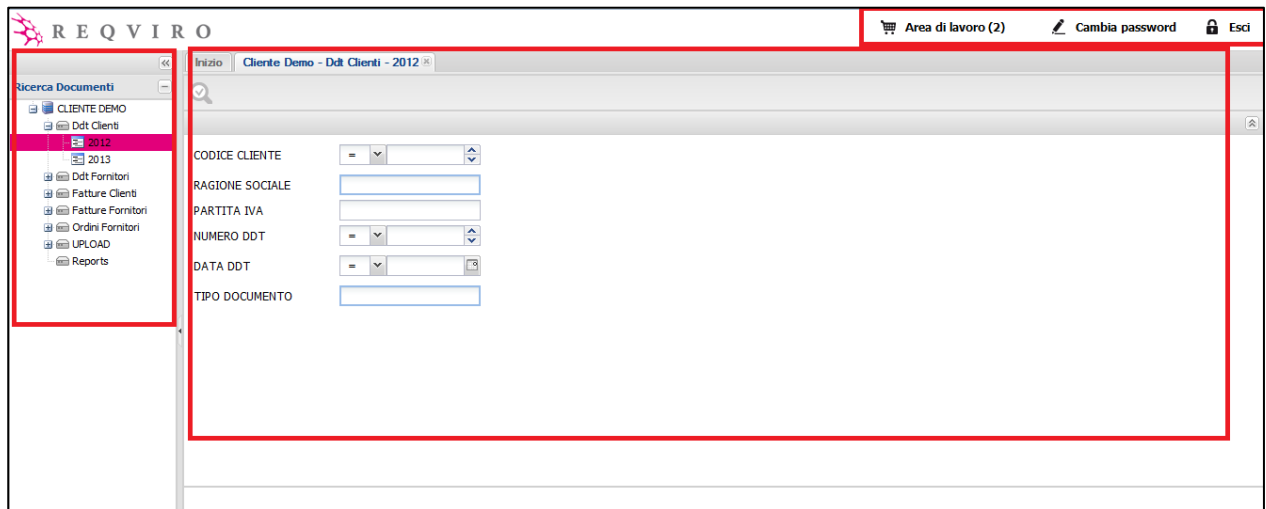 REQVIRO
Area di lavoro (2)
Cambia password
Esci
Ricerca Documenti
CLIENTE DEMO
Ddt Clienti
2012
2013
Ddt Fornitori
Fatture Clienti
Fatture Fornitori
Ordini Fornitori
UPLOAD
Reports
Inizio
Cliente Demo - Ddt Clienti - 2012
CODICE CLIENTE =
RAGIONE SOCIALE
PARTITA IVA
NUMERO DDT =
DATA DDT =
TIPO DOCUMENTO